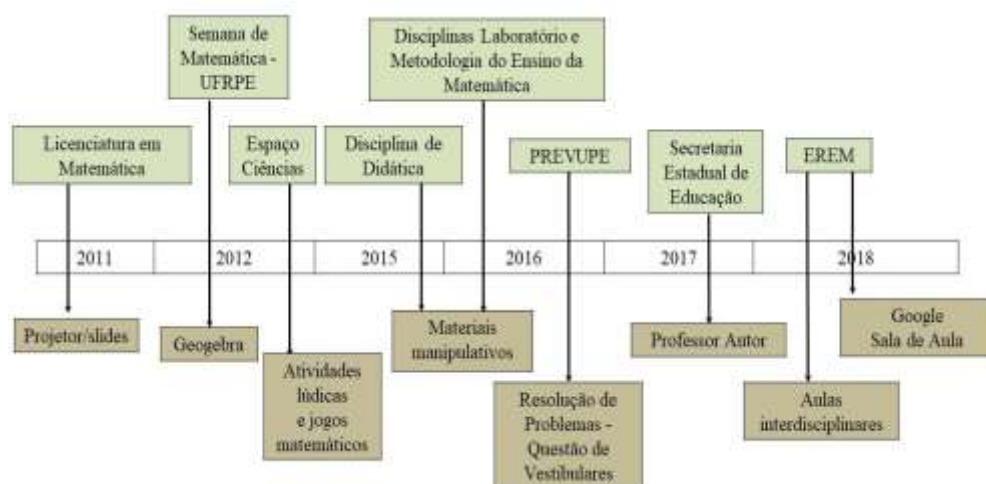 Semana de
Matemática -
UFRPE
Disciplinas Laboratório e
Metodologia do Ensino da
Matemática
Licenciatura em
Matemática
Espaço
Ciências
Disciplina de
Didática
PREVUPE
Secretaria
Estadual de
Educação
EREM
2011
2012
2015
2016
2017
2018
Projetor/slides
Geogebra
Atividades
lúdicas
e jogos
matemáticos
Materiais
manipulativos
Resolução de
Problemas -
Questão de
Vestibulares
Professor Autor
Aulas
interdisciplinares
Google
Sala de Aula